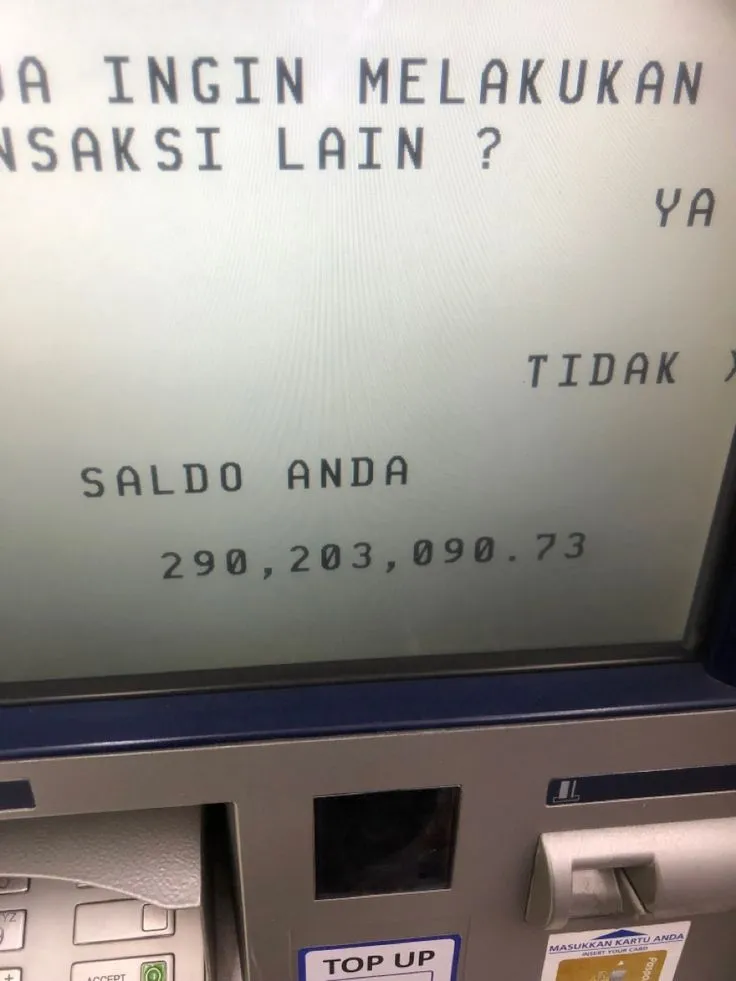 INGIN MELAKUKAN
LAIN ?
YA
TIDAK
SALDO ANDA
290,203,090.73
ACCEPT
TOP UP
MASUKKAN KARTU ANDA
INSERT YOUR CARD